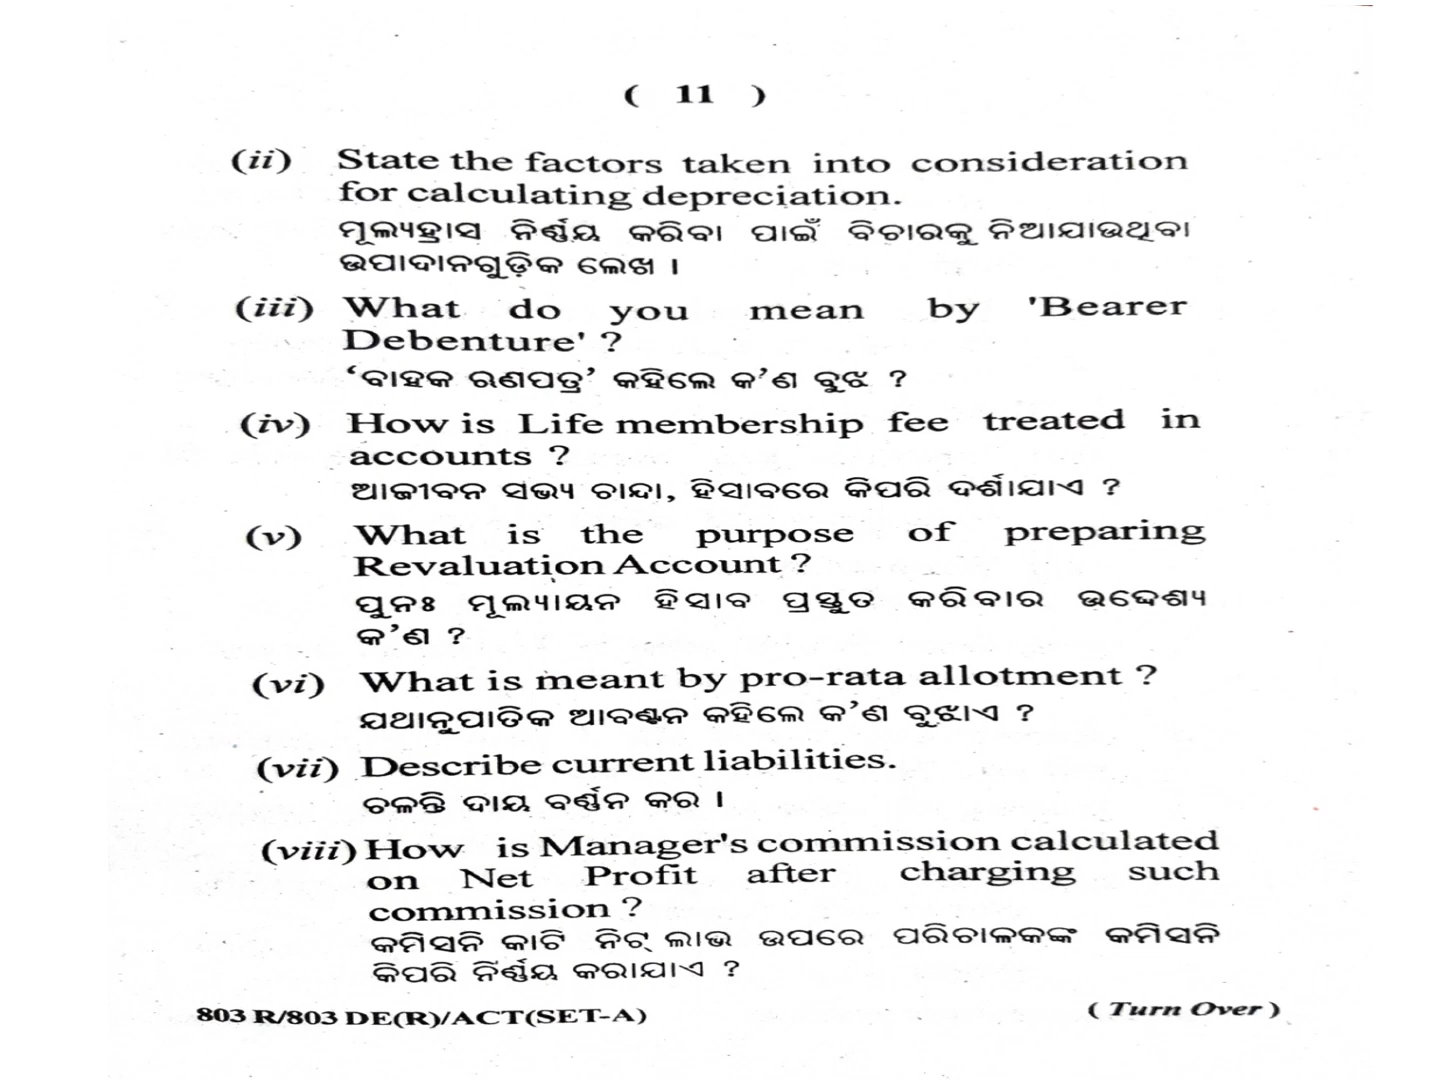 ( 11 )
(ii) State the factors taken into consideration
for calculating depreciation.
ମୂଲ୍ୟହ୍ରାସ ନିର୍ଣ୍ଣୟ କରିବା ପାଇଁ ବିଚାରକୁ ନିଆଯାଉଥିବା
ଉପାଦାନଗୁଡ଼ିକ ଲେଖ ।
(iii) What do you mean by 'Bearer
Debenture' ?
‘ବାହକ ଋଣପତ୍ର’ କହିଲେ କ’ଣ ବୁଝ ?
(iv) How is Life membership fee treated in
accounts ?
ଆଜୀବନ ସଭ୍ୟ ଚାନ୍ଦା, ହିସାବରେ କିପରି ଦର୍ଶାଯାଏ ?
(v) What is the purpose of preparing
Revaluation Account ?
ପୁନଃ ମୂଲ୍ୟାୟନ ହିସାବ ପ୍ରସ୍ତୁତ କରିବାର ଉଦ୍ଦେଶ୍ୟ
କ’ଣ ?
(vi) What is meant by pro-rata allotment ?
ଯଥାନୁପାତିକ ଆବଣ୍ଟନ କହିଲେ କ’ଣ ବୁଝାଏ ?
(vii) Describe current liabilities.
ଚଳନ୍ତି ଦାୟ ବର୍ଣ୍ଣନ କର ।
(viii) How is Manager's commission calculated
on Net Profit after charging such
commission ?
କମିସନି କାଟି ନିଟ୍ ଲାଭ ଉପରେ ପରିଚାଳକଙ୍କ କମିସନି
କିପରି ନିର୍ଣ୍ଣୟ କରାଯାଏ ?
803 R/803 DE(R)/ACT(SET-A)
( Turn Over )